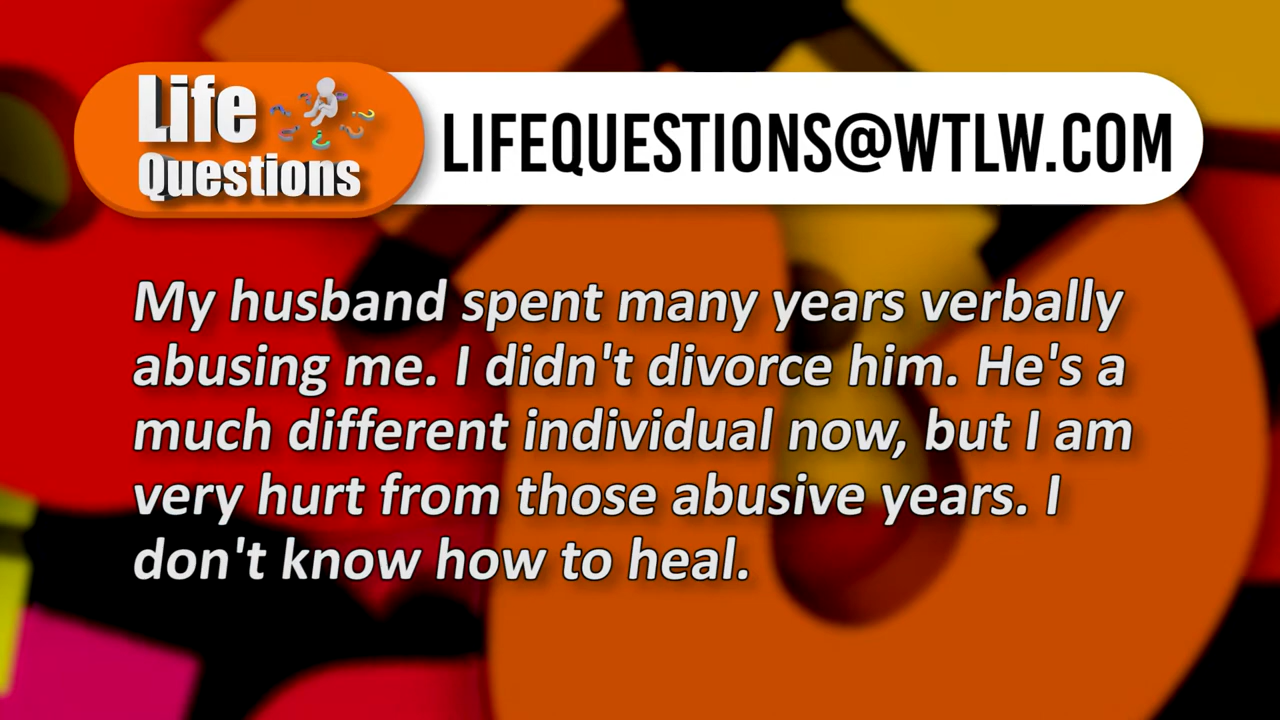 Life
Questions
LIFEQUESTIONS@WTLW.COM
My husband spent many years verbally
abusing me. I didn't divorce him. He's a
much different individual now, but I am
very hurt from those abusive years. I
don't know how to heal.